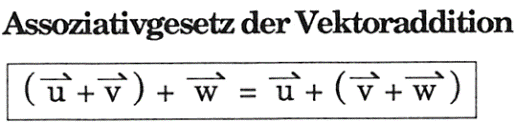 Assoziativgesetz der Vektoraddition
(u⃗ + v⃗) + w⃗ = u⃗ + (v⃗ + w⃗)